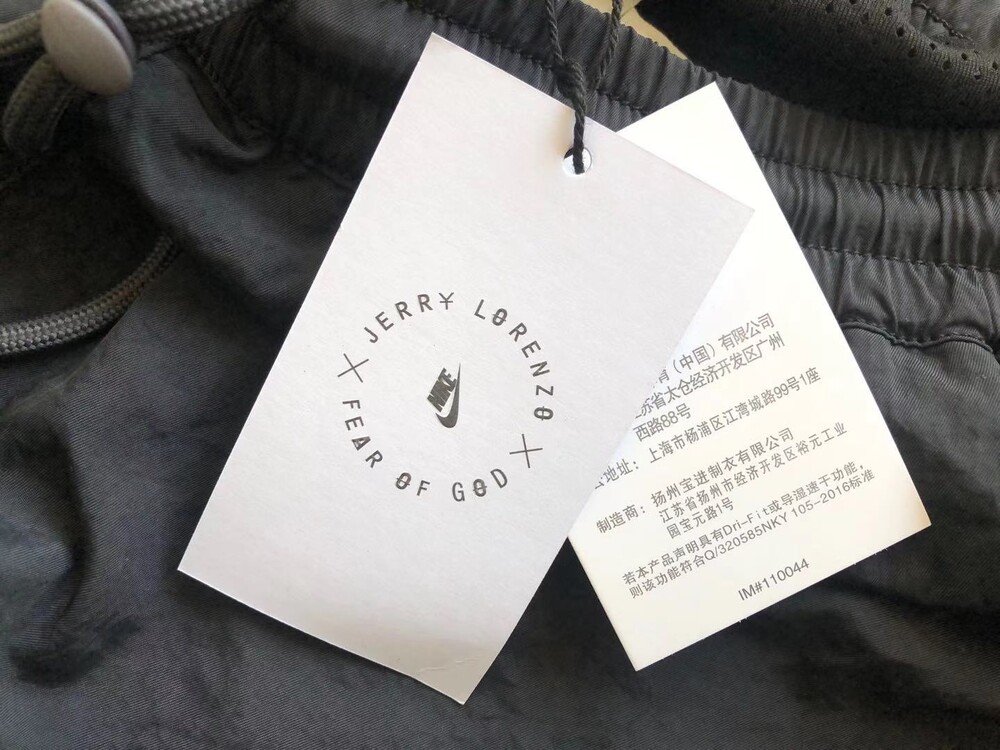 JERRY LORENZO
NIKE
FEAR OF GOD
（中国）有限公司
苏省太仓经济开发区广州
西路88号
地址：上海市杨浦区江湾城路99号1座
制造商：扬州宝进制衣有限公司
江苏省扬州市经济开发区裕元工业
园宝元路1号
若本产品声明具有Dri-Fit或导湿速干功能，
则该功能符合Q/320585NKY 105-2016标准
IM#110044